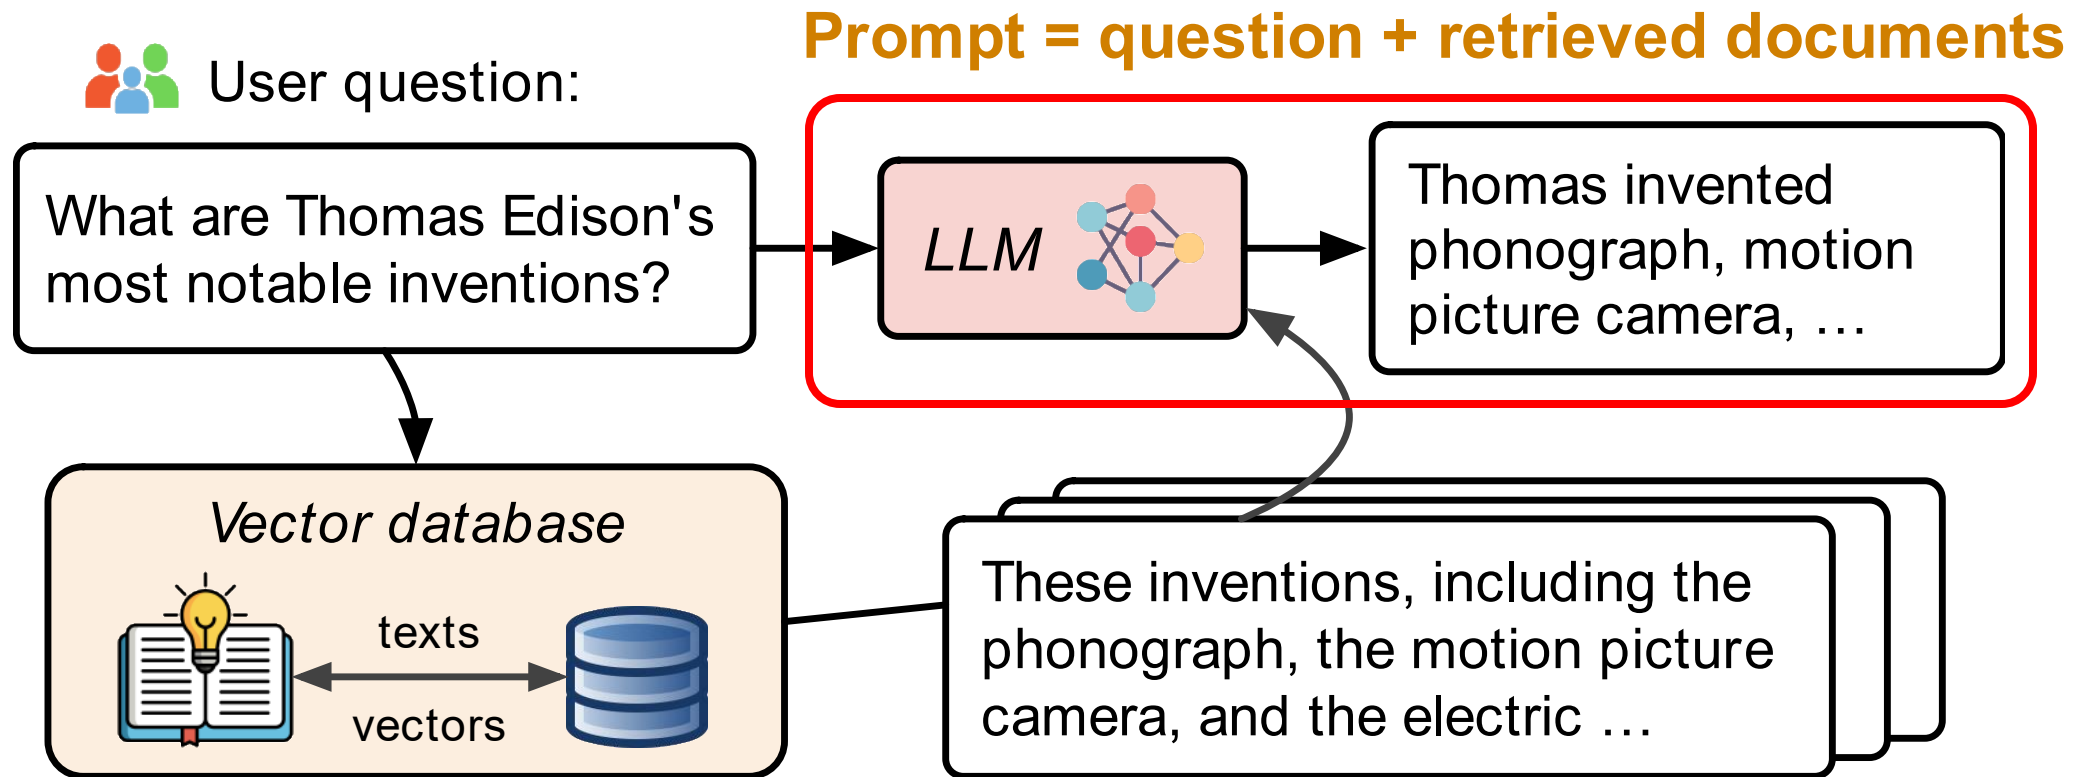 Prompt = question + retrieved documents
User question:
What are Thomas Edison's
most notable inventions?
LLM
Thomas invented
phonograph, motion
picture camera, …
Vector database
texts
vectors
These inventions, including the
phonograph, the motion picture
camera, and the electric …